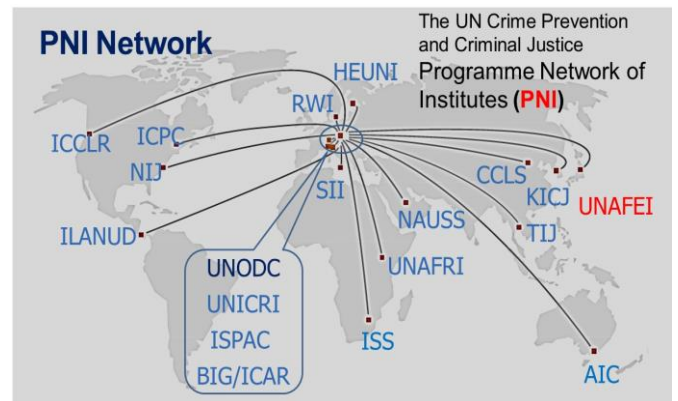 PNI Network
The UN Crime Prevention
and Criminal Justice
Programme Network of
Institutes (PNI)
HEUNI
RWI
ICCLR
ICPC
NIJ
SII
CCLS
KICJ
UNAFEI
NAUSS
TIJ
ILANUD
UNODC
UNAFRI
UNICRI
ISPAC
ISS
BIG/ICAR
AIC